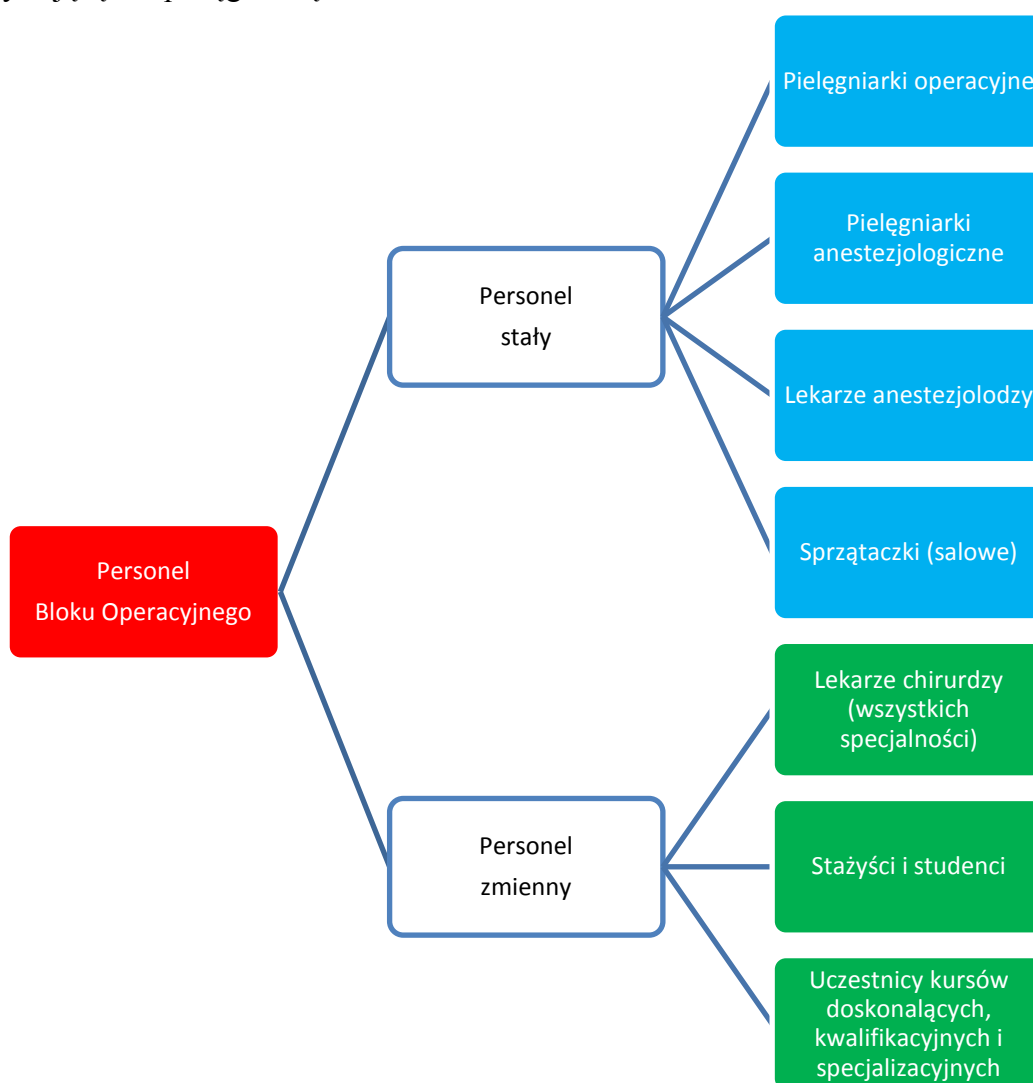 Pielęgniarki operacyjne
Pielęgniarki
anestezjologiczne
Personel
stały
Lekarze anestezjolodzy
Sprzątaczki (salowe)
Personel
Bloku Operacyjnego
Lekarze chirurdzy
(wszystkich
specjalności)
Personel
zmienny
Stażyści i studenci
Uczestnicy kursów
doskonalących,
kwalifikacyjnych i
specjalizacyjnych